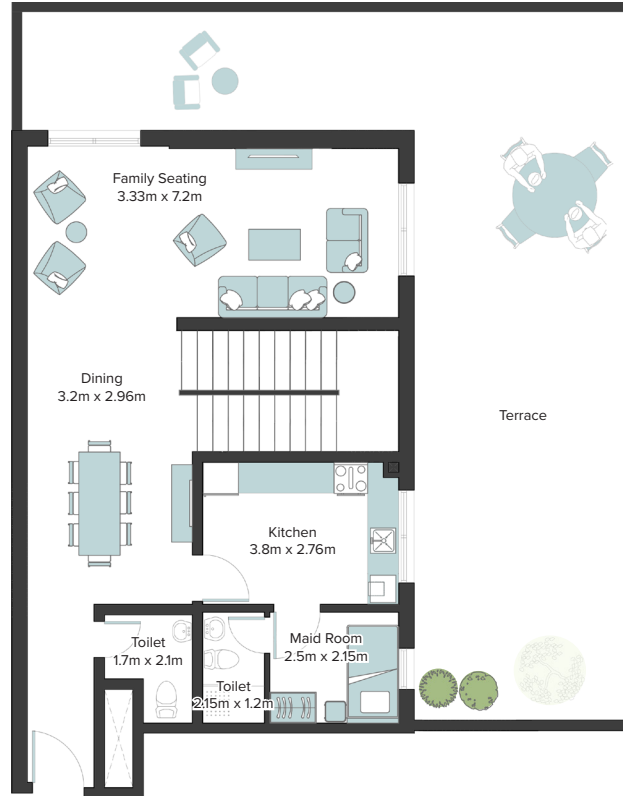 Family Seating
3.33m x 7.2m
Dining
3.2m x 2.96m
Terrace
Kitchen
3.8m x 2.76m
Toilet
1.7m x 2.1m
Maid Room
2.5m x 2.15m
Toilet
2.15m x 1.2m